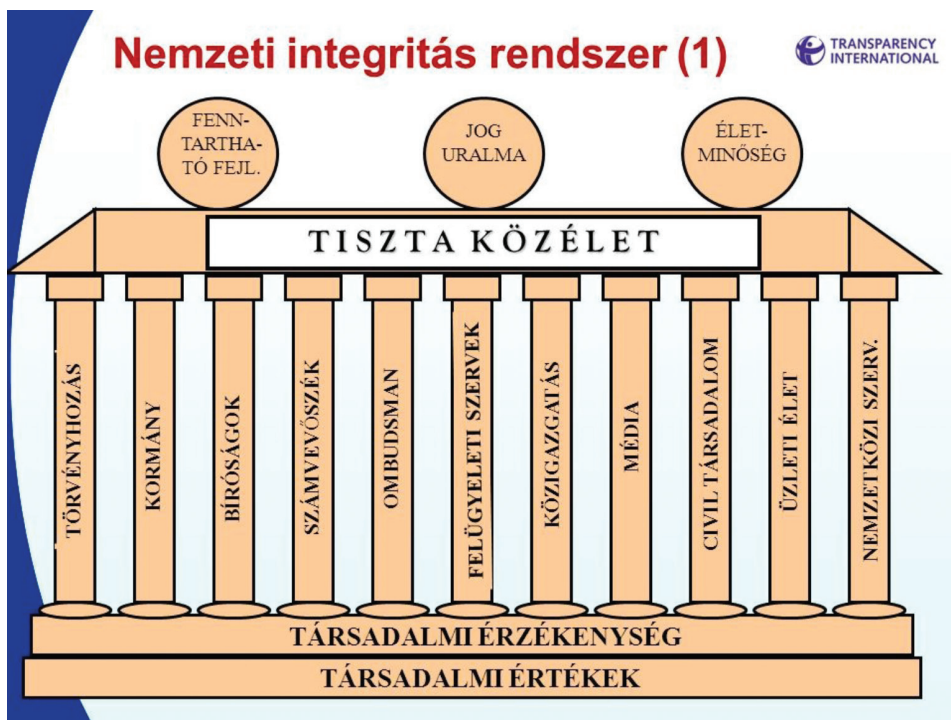 Nemzeti integritás rendszer (1)
TRANSPARENCY
INTERNATIONAL
FENN-
TARTHA-
TÓ FEJL.
JOG
URALMA
ÉLET-
MINŐSÉG
TISZTA KÖZÉLET
TÖRVÉNYHOZÁS
KORMÁNY
BÍRÓSÁGOK
SZÁMVEVŐSZÉK
OMBUDSMAN
FELÜGYELETI SZERVEK
KÖZIGAZGATÁS
MÉDIA
CIVIL TÁRSADALOM
ÜZLETI ÉLET
NEMZETKÖZI SZERV.
TÁRSADALMI ÉRZÉKENYSÉG
TÁRSADALMI ÉRTÉKEK